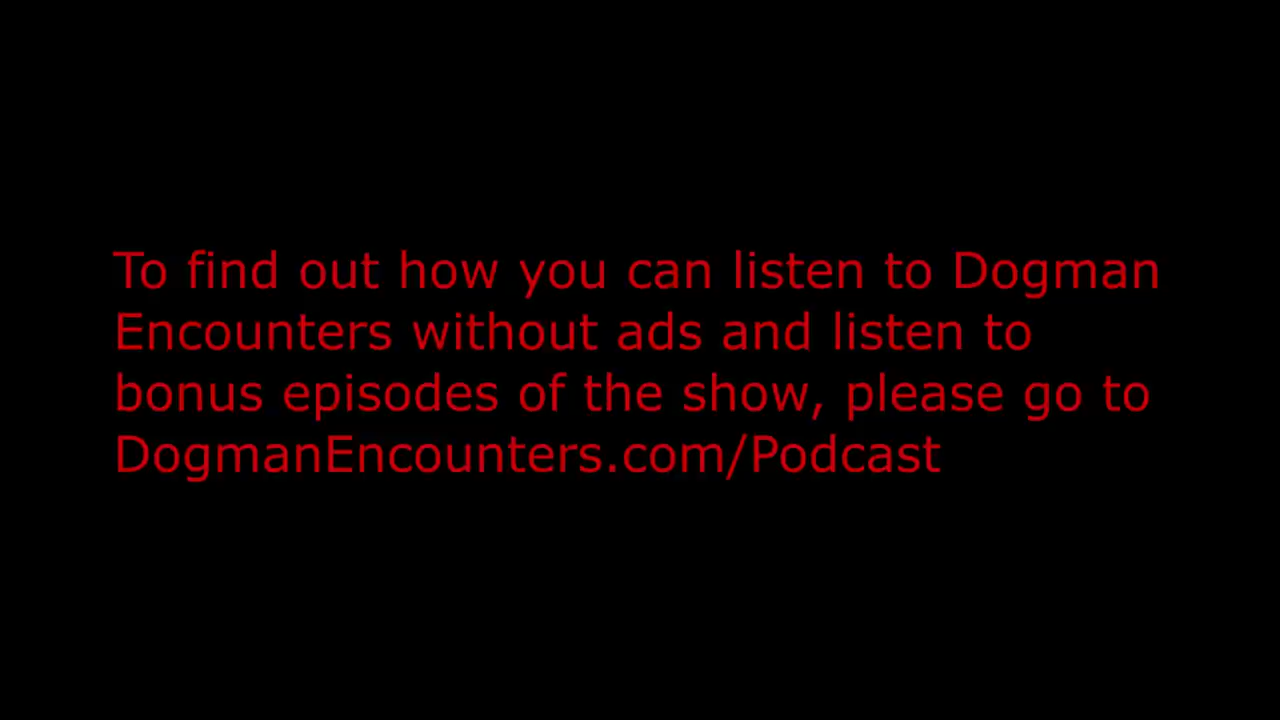 To find out how you can listen to Dogman
Encounters without ads and listen to
bonus episodes of the show, please go to
DogmanEncounters.com/Podcast